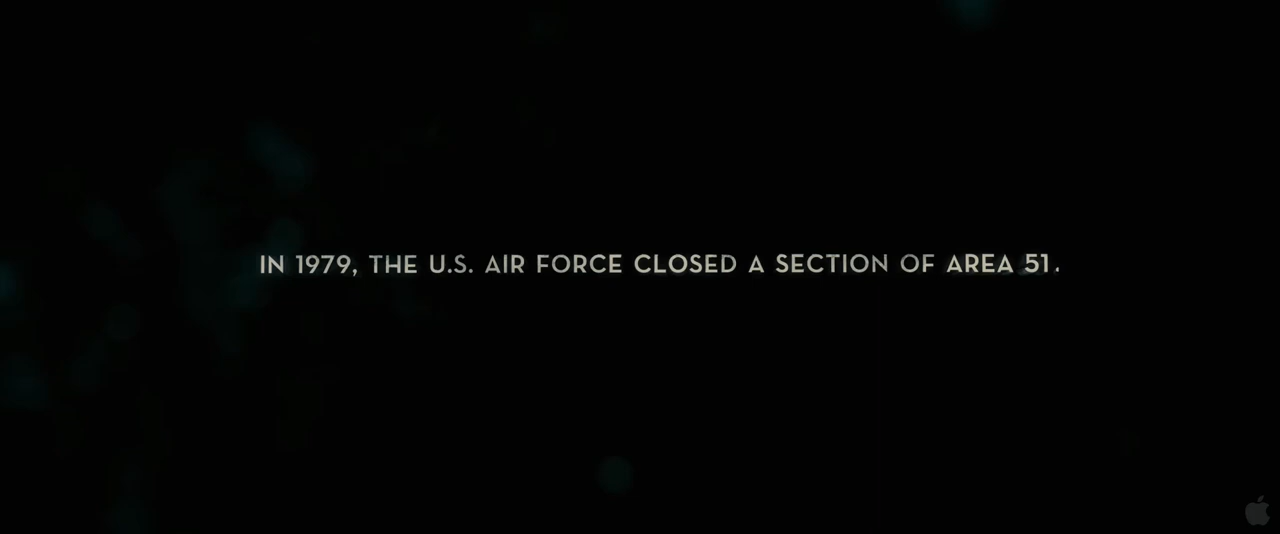 IN 1979, THE U.S. AIR FORCE CLOSED A SECTION OF AREA 51.